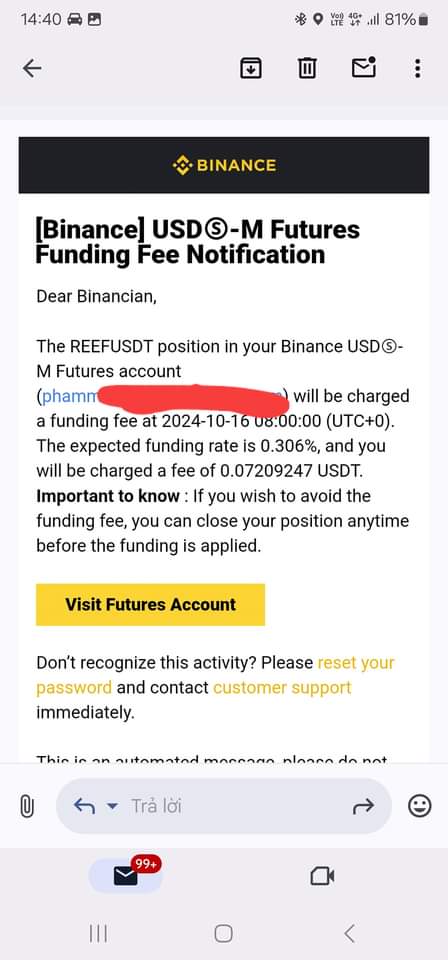 14:40 81%
VoD 4G+
LTE
BINANCE
[Binance] USDⓈ-M Futures
Funding Fee Notification
Dear Binancian,
The REEFUSDT position in your Binance USDⓈ-
M Futures account
(phamm ) will be charged
a funding fee at 2024-10-16 08:00:00 (UTC+0).
The expected funding rate is 0.306%, and you
will be charged a fee of 0.07209247 USDT.
Important to know : If you wish to avoid the
funding fee, you can close your position anytime
before the funding is applied.
Visit Futures Account
Don't recognize this activity? Please reset your
password and contact customer support
immediately.
This is an automated message, please do not
Trả lời
99+